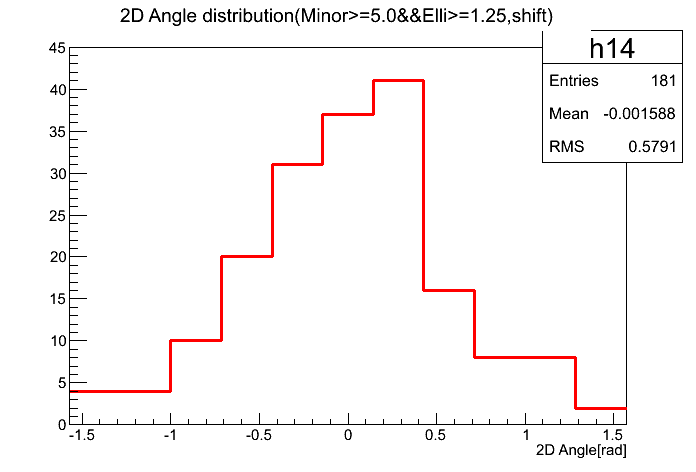 2D Angle distribution(Minor>=5.0&&Elli>=1.25,shift)
h14
Entries 181
Mean -0.001588
RMS 0.5791
45
40
35
30
25
20
15
10
5
0
-1.5 -1 -0.5 0 0.5 1 1.5
2D Angle[rad]